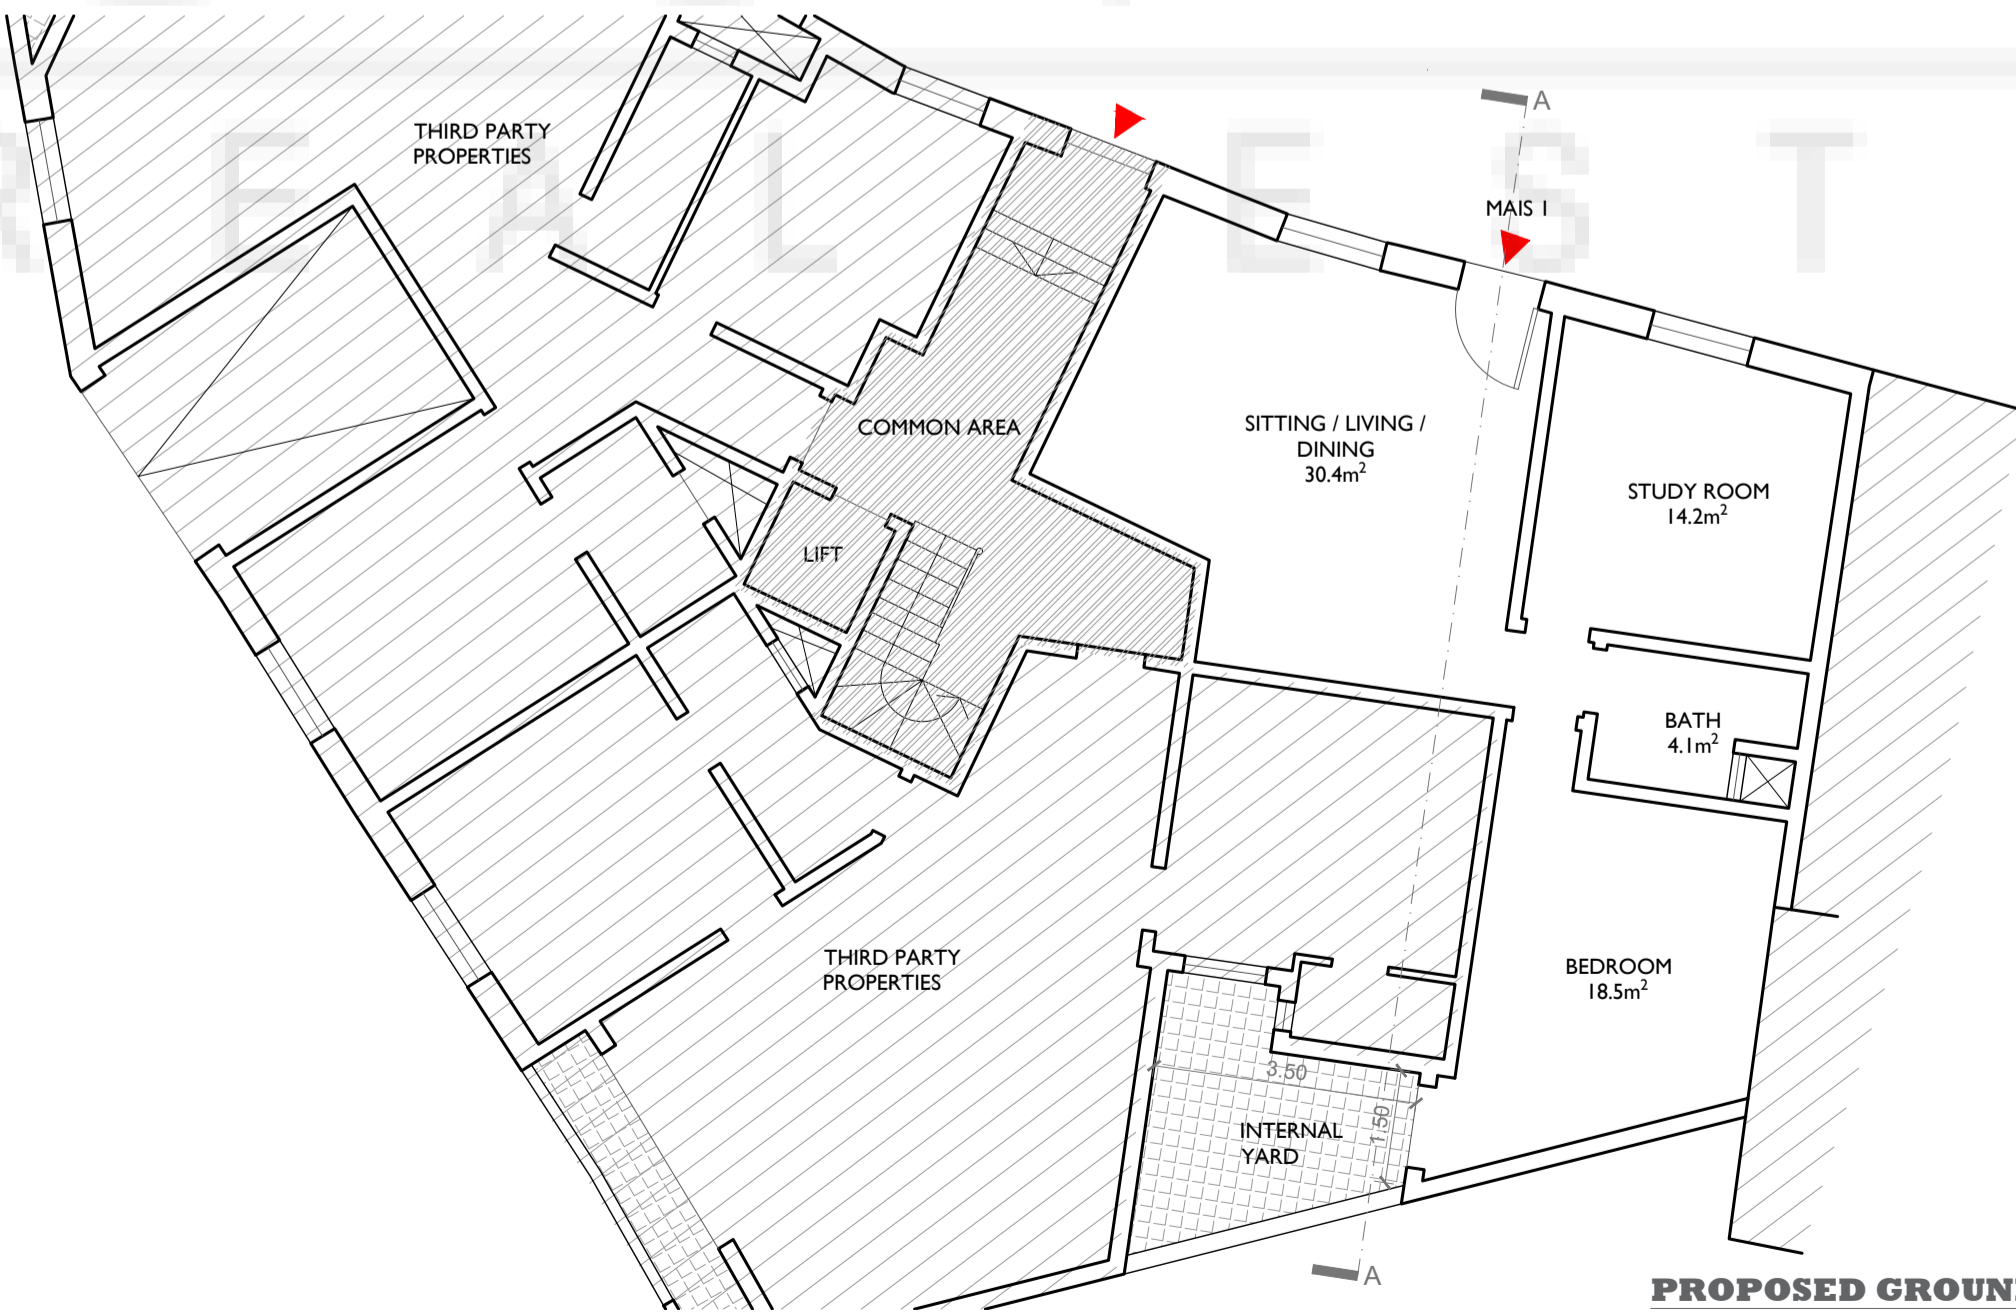 THIRD PARTY
PROPERTIES
A
MAIS 1
R E A L E S T
COMMON AREA
SITTING / LIVING /
DINING
30.4m²
STUDY ROOM
14.2m²
LIFT
BATH
4.1m²
THIRD PARTY
PROPERTIES
BEDROOM
18.5m²
3.50
1.50
INTERNAL
YARD
A
PROPOSED GROUN